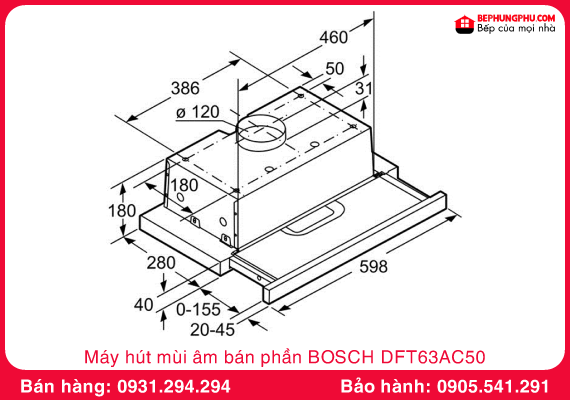 BEPHUNGPHU.COM
Bếp của mọi nhà
460
50
386
31
ø 120
180
180
280
598
40
0-155
20-45
Máy hút mùi âm bán phần BOSCH DFT63AC50
Bán hàng: 0931.294.294
Bảo hành: 0905.541.291